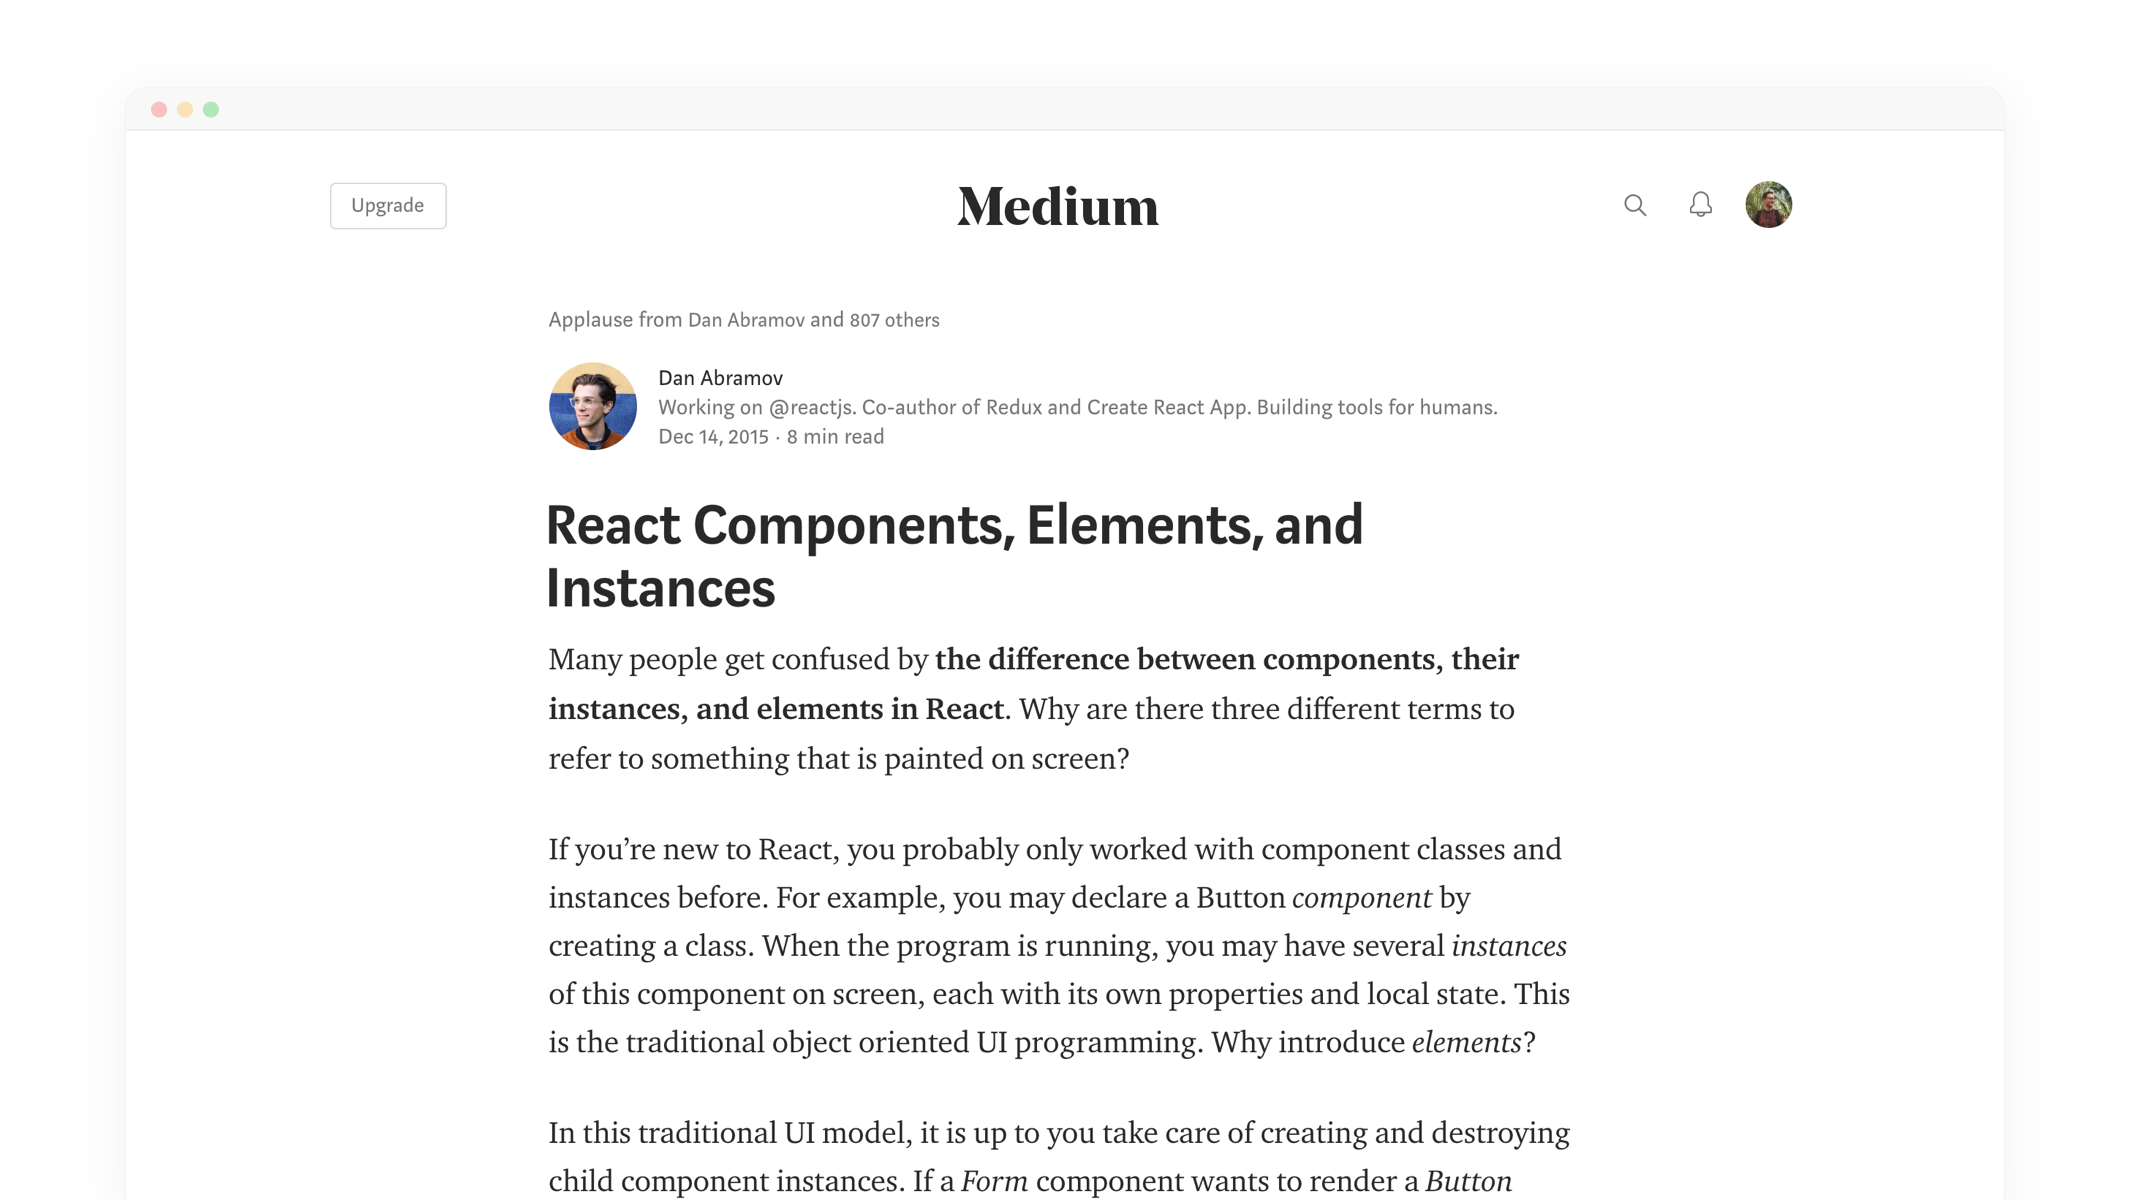 Upgrade
Medium
Applause from Dan Abramov and 807 others
Dan Abramov
Working on @reactjs. Co-author of Redux and Create React App. Building tools for humans.
Dec 14, 2015 · 8 min read
React Components, Elements, and
Instances
Many people get confused by the difference between components, their
instances, and elements in React. Why are there three different terms to
refer to something that is painted on screen?
If you’re new to React, you probably only worked with component classes and
instances before. For example, you may declare a Button component by
creating a class. When the program is running, you may have several instances
of this component on screen, each with its own properties and local state. This
is the traditional object oriented UI programming. Why introduce elements?
In this traditional UI model, it is up to you take care of creating and destroying
child component instances. If a Form component wants to render a Button